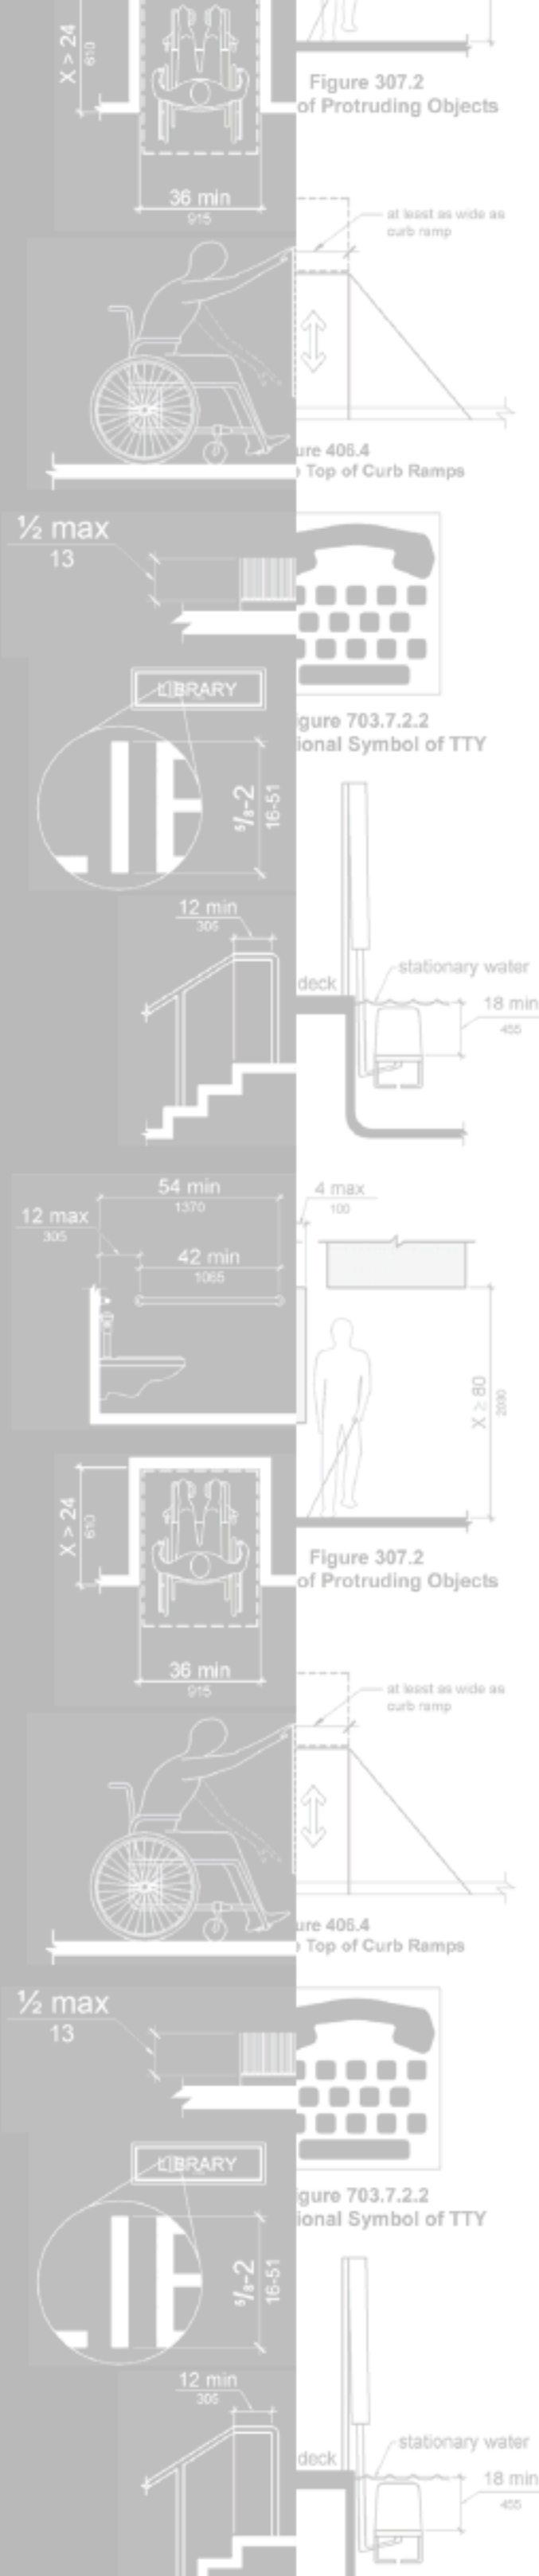 X > 24
610
36 min
915
Figure 307.2
of Protruding Objects
at least as wide as
curb ramp
ure 406.4
Top of Curb Ramps
½ max
13
LIBRARY
5/8-2
16-51
igure 703.7.2.2
ional Symbol of TTY
12 min
305
deck
stationary water
18 min
455
54 min
1370
12 max
305
42 min
1065
4 max
100
X ≥ 80
2030
X > 24
610
36 min
915
Figure 307.2
of Protruding Objects
at least as wide as
curb ramp
ure 406.4
Top of Curb Ramps
½ max
13
LIBRARY
5/8-2
16-51
igure 703.7.2.2
ional Symbol of TTY
12 min
305
deck
stationary water
18 min
455